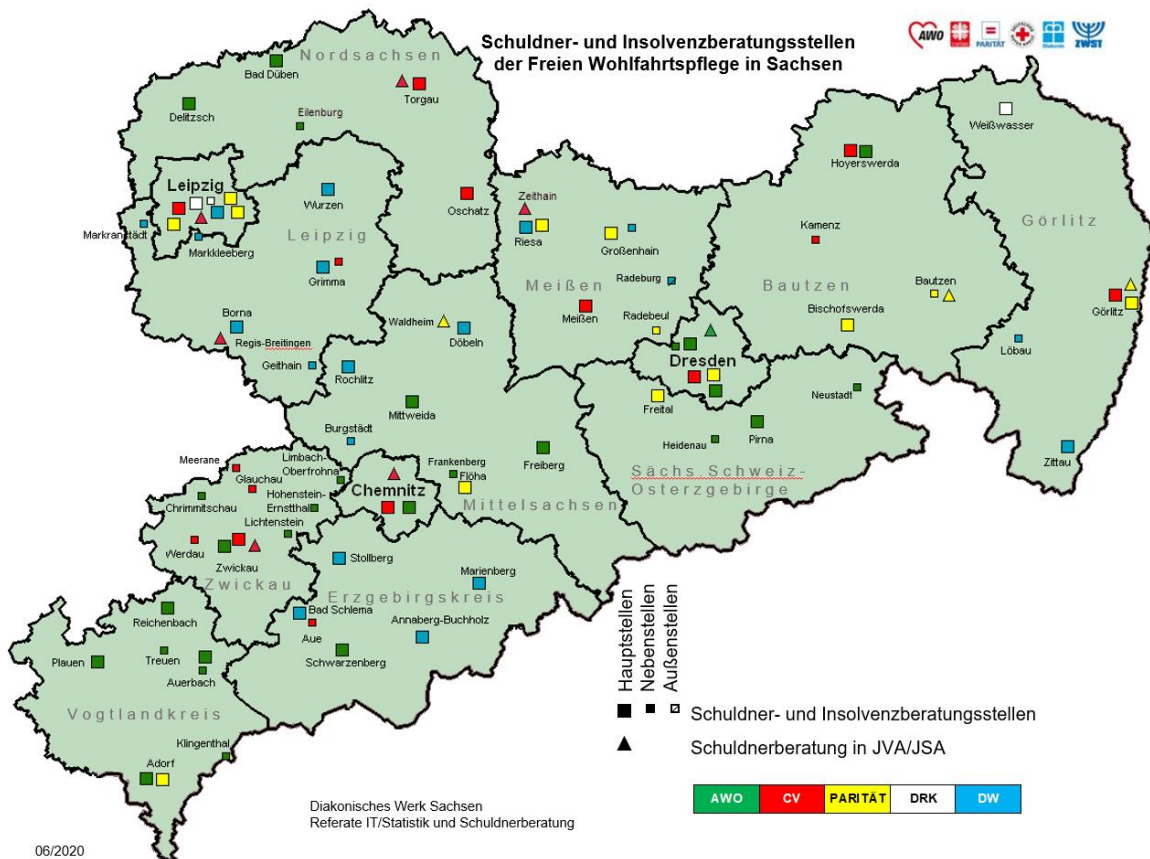 Schuldner- und Insolvenzberatungsstellen
der Freien Wohlfahrtspflege in Sachsen
AWO
PARITÄT
ZWST
Nordsachsen
Bad Düben
Torgau
Delitzsch
Eilenburg
Weißwasser
Hoyerswerda
Leipzig
Wurzen
Oschatz
Zeithain
Riesa
Großenhain
Görlitz
Markranstädt
Markkleeberg
Leipzig
Kamenz
Grimma
Meißen
Radeburg
Bautzen
Bautzen
Borna
Waldheim
Döbeln
Meißen
Radebeul
Bischofswerda
Görlitz
Regis-Breitingen
Geithain
Rochlitz
Dresden
Löbau
Mittweida
Freital
Neustadt
Burgstädt
Heidenau
Pirna
Zittau
Meerane
Limbach-
Oberfrohna
Frankenberg
Flöha
Freiberg
Sächs. Schweiz-
Osterzgebirge
Glauchau
Hohenstein-
Ernstthal
Chemnitz
Mittelsachsen
Chrimmitschau
Lichtenstein
Werdau
Zwickau
Zwickau
Stollberg
Marienberg
Erzgebirgskreis
Bad Schlema
Annaberg-Buchholz
Aue
Schwarzenberg
Reichenbach
Plauen
Treuen
Auerbach
Vogtlandkreis
Klingenthal
Adorf
Hauptstellen
Nebenstellen
Außenstellen
Schuldner- und Insolvenzberatungsstellen
Schuldnerberatung in JVA/JSA
AWO CV PARITÄT DRK DW
Diakonisches Werk Sachsen
Referate IT/Statistik und Schuldnerberatung
06/2020